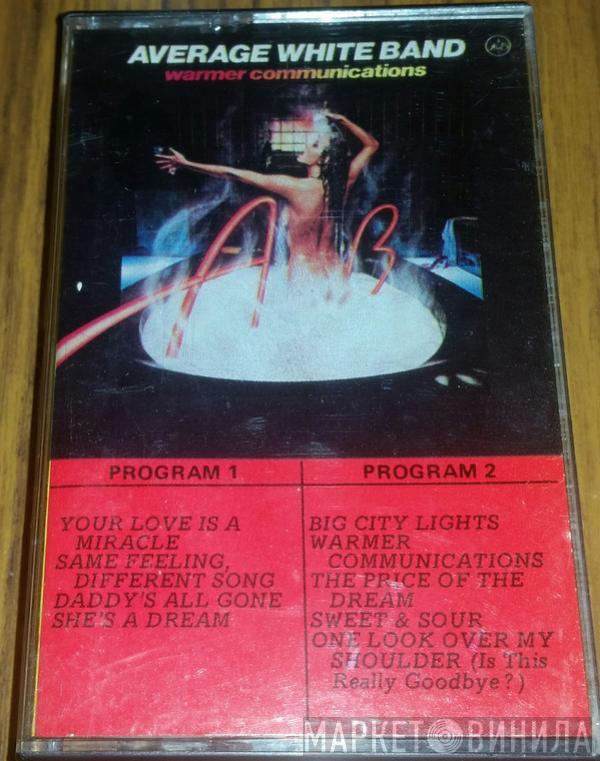 AVERAGE WHITE BAND
warmer communications
AWB
PROGRAM 1
YOUR LOVE IS A
MIRACLE
SAME FEELING,
DIFFERENT SONG
DADDY'S ALL GONE
SHE'S A DREAM
PROGRAM 2
BIG CITY LIGHTS
WARMER
COMMUNICATIONS
THE PRICE OF THE
DREAM
SWEET & SOUR
ONE LOOK OVER MY
SHOULDER (Is This
Really Goodbye?)
МАРКЕТ ВИНИЛА